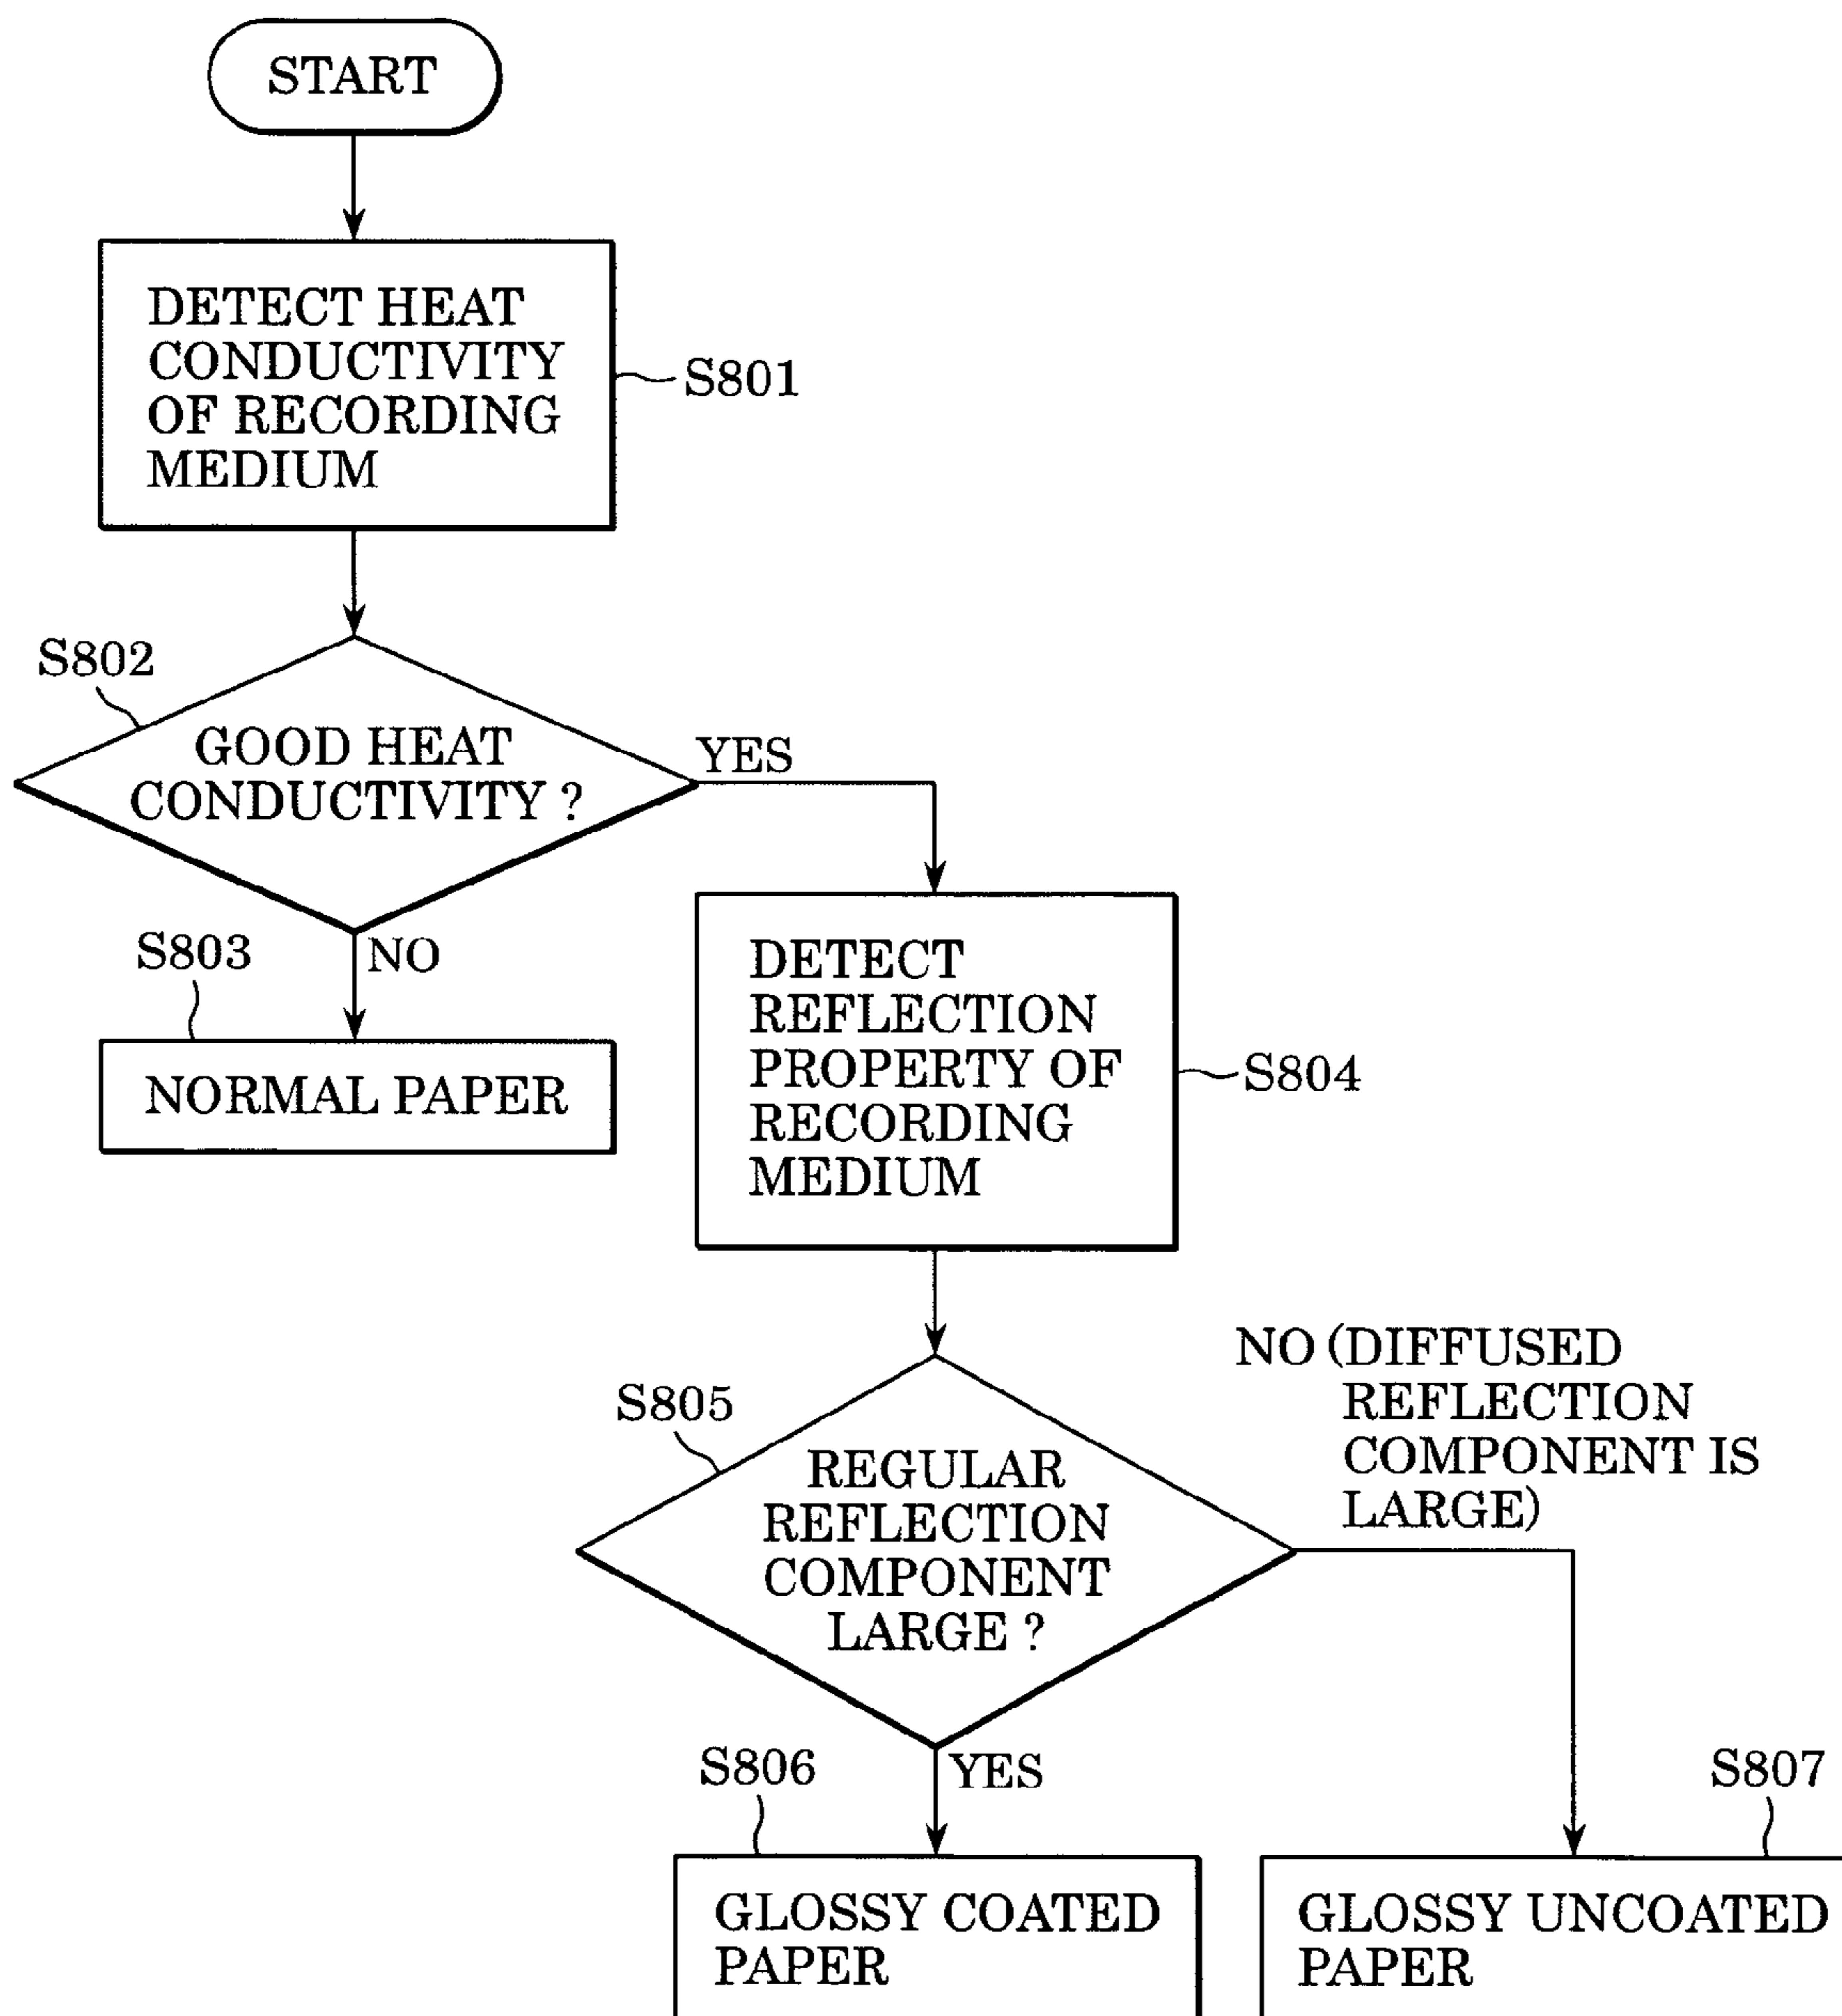 START
DETECT HEAT
CONDUCTIVITY
OF RECORDING
MEDIUM
S801
S802
GOOD HEAT
CONDUCTIVITY ?
YES
NO
S803
NORMAL PAPER
DETECT
REFLECTION
PROPERTY OF
RECORDING
MEDIUM
S804
S805
REGULAR
REFLECTION
COMPONENT
LARGE ?
NO (DIFFUSED
REFLECTION
COMPONENT IS
LARGE)
YES
S806
GLOSSY COATED
PAPER
S807
GLOSSY UNCOATED
PAPER